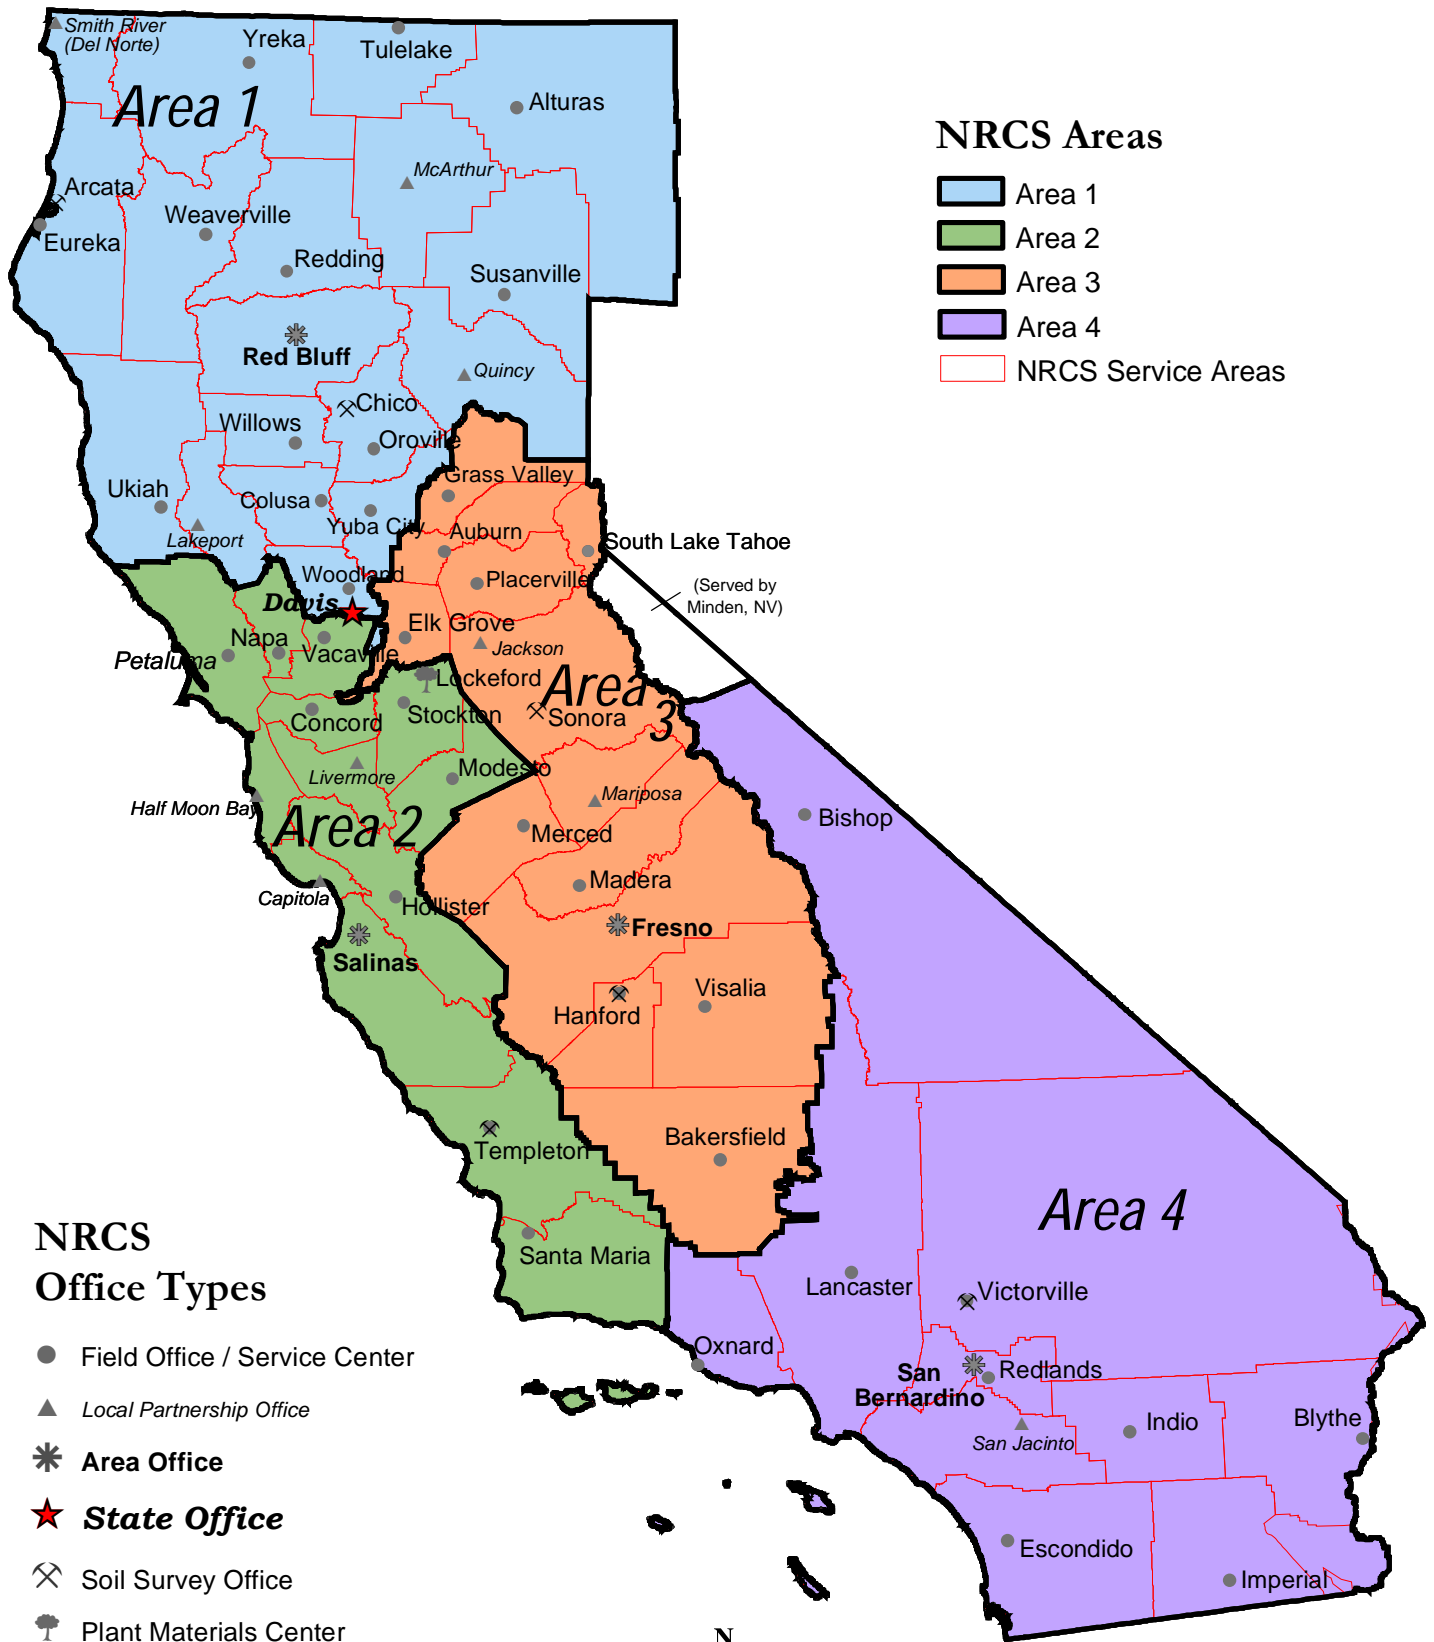 Smith River
(Del Norte)
Yreka
Tulelake
Area 1
Alturas
McArthur
Arcata
Weaverville
Eureka
Redding
Susanville
Red Bluff
Quincy
Chico
Willows
Oroville
Grass Valley
Ukiah
Colusa
Yuba City
Auburn
Lakeport
South Lake Tahoe
Woodland
Placerville
(Served by
Minden, NV)
Davis
Elk Grove
Napa
Vacaville
Jackson
Petaluma
Lockeford
Area
3
Concord
Stockton
Sonora
Livermore
Modesto
Mariposa
Half Moon Bay
Area 2
Merced
Bishop
Madera
Capitola
Hollister
Fresno
Salinas
Visalia
Hanford
Bakersfield
Templeton
Area 4
Santa Maria
Lancaster
Victorville
Oxnard
San
Bernardino
Redlands
Indio
Blythe
San Jacinto
Escondido
Imperial
NRCS Areas
Area 1
Area 2
Area 3
Area 4
NRCS Service Areas
NRCS
Office Types
Field Office / Service Center
Local Partnership Office
Area Office
State Office
Soil Survey Office
Plant Materials Center
N